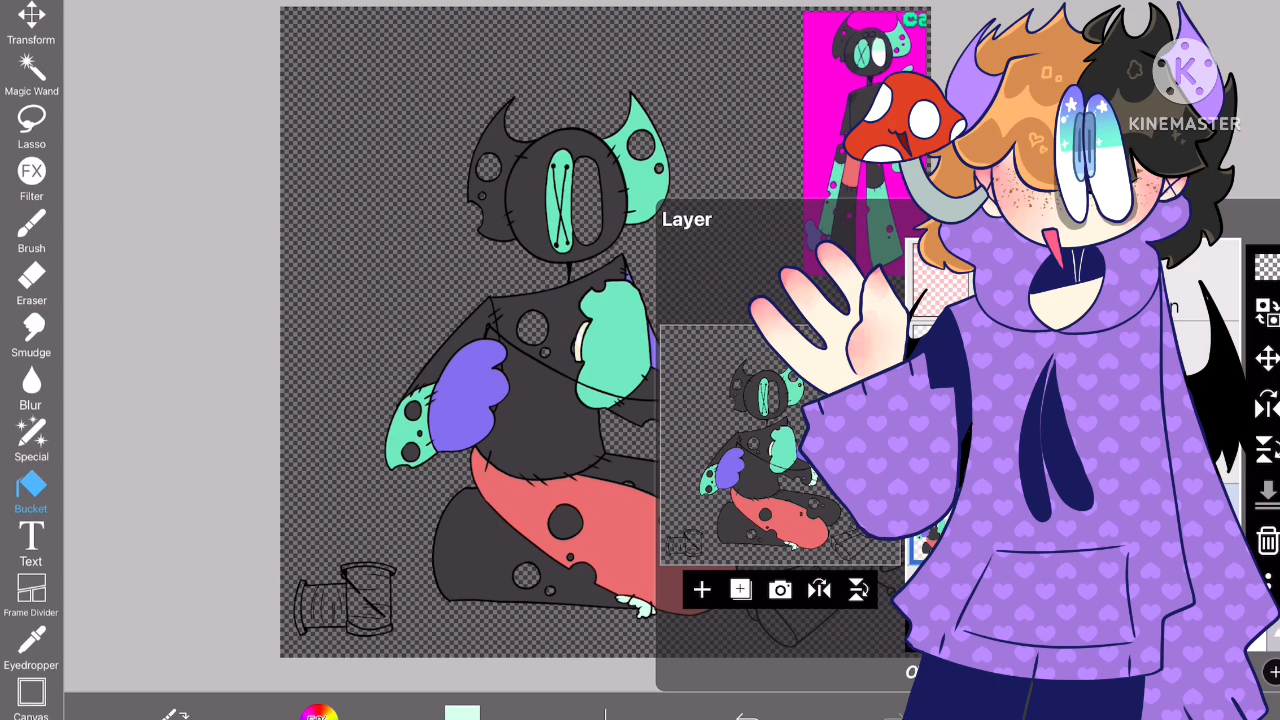 Transform
Magic Wand
Lasso
FX
Filter
Brush
Eraser
Smudge
Blur
Special
Bucket
T
Text
Frame Divider
Eyedropper
Canvas
Layer
K
KINEMASTER